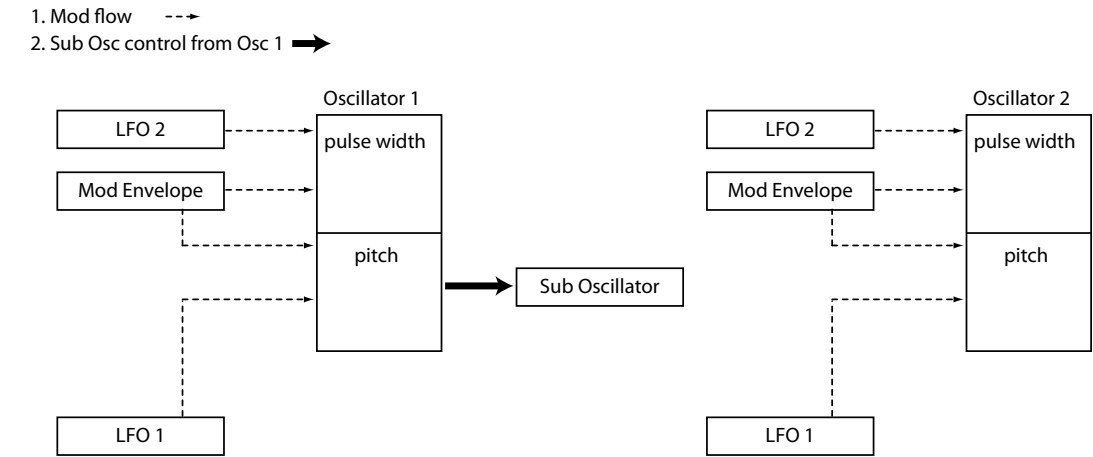 1. Mod flow
2. Sub Osc control from Osc 1
Oscillator 1
LFO 2
pulse width
Mod Envelope
pitch
Sub Oscillator
LFO 1
Oscillator 2
LFO 2
pulse width
Mod Envelope
pitch
LFO 1